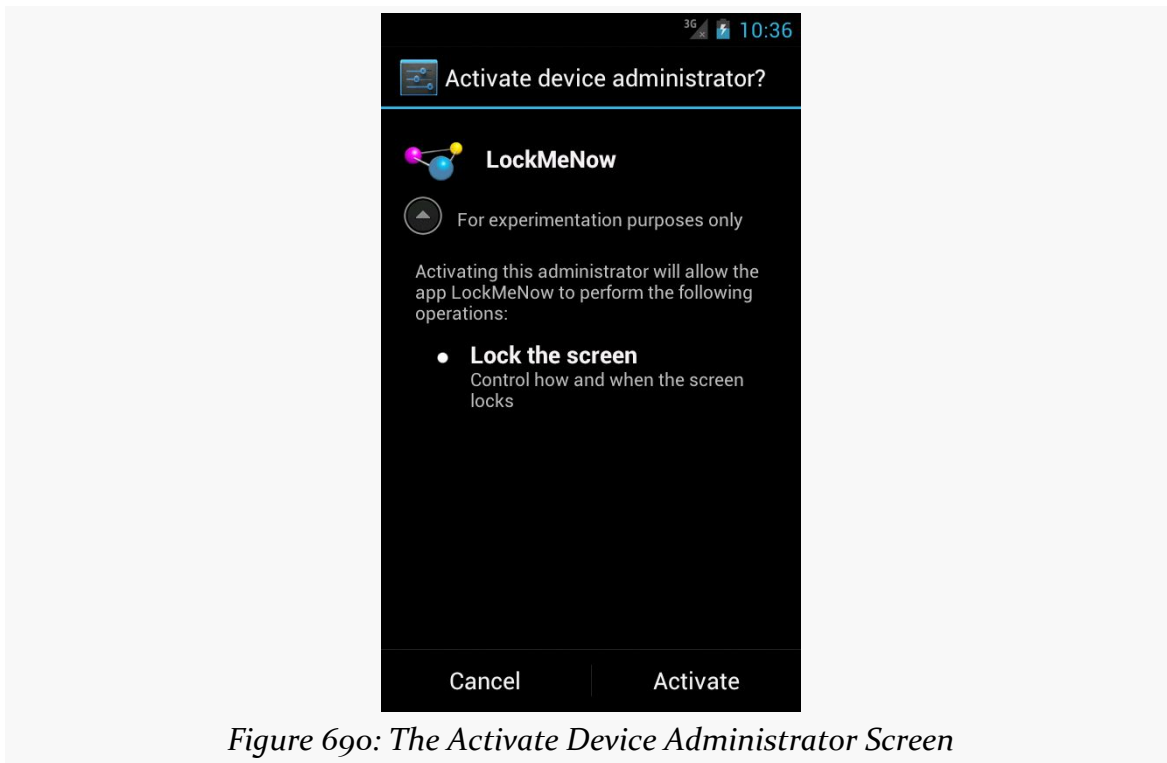 3G
10:36
Activate device administrator?
LockMeNow
For experimentation purposes only
Activating this administrator will allow the
app LockMeNow to perform the following
operations:
Lock the screen
Control how and when the screen
locks
Cancel Activate
Figure 690: The Activate Device Administrator Screen